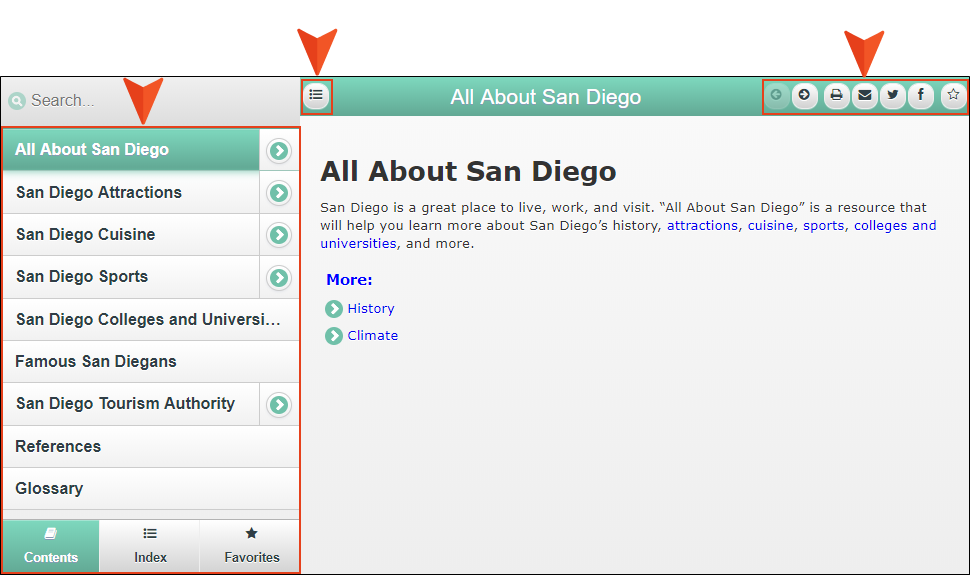 Search...
All About San Diego
All About San Diego
San Diego Attractions
San Diego Cuisine
San Diego Sports
San Diego Colleges and Universi...
Famous San Diegans
San Diego Tourism Authority
References
Glossary
Contents Index Favorites
All About San Diego
San Diego is a great place to live, work, and visit. “All About San Diego” is a resource that
will help you learn more about San Diego’s history, attractions, cuisine, sports, colleges and
universities, and more.
More:
History
Climate